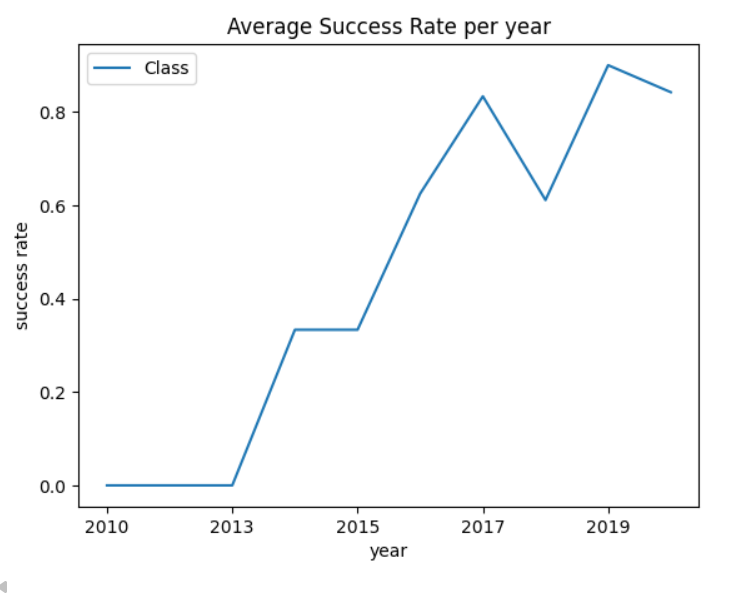 Average Success Rate per year
Class
0.8
0.6
0.4
0.2
0.0
success rate
2010 2013 2015 2017 2019
year